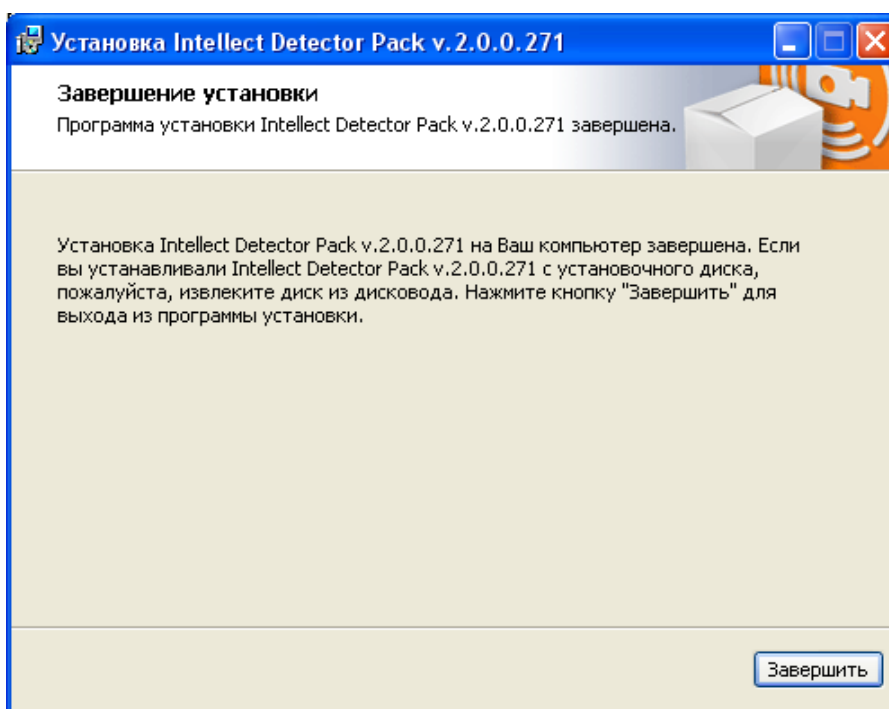 Установка Intellect Detector Pack v.2.0.0.271
Завершение установки
Программа установки Intellect Detector Pack v.2.0.0.271 завершена.
Установка Intellect Detector Pack v.2.0.0.271 на Ваш компьютер завершена. Если
вы устанавливали Intellect Detector Pack v.2.0.0.271 с установочного диска,
пожалуйста, извлеките диск из дисковода. Нажмите кнопку "Завершить" для
выхода из программы установки.
Завершить